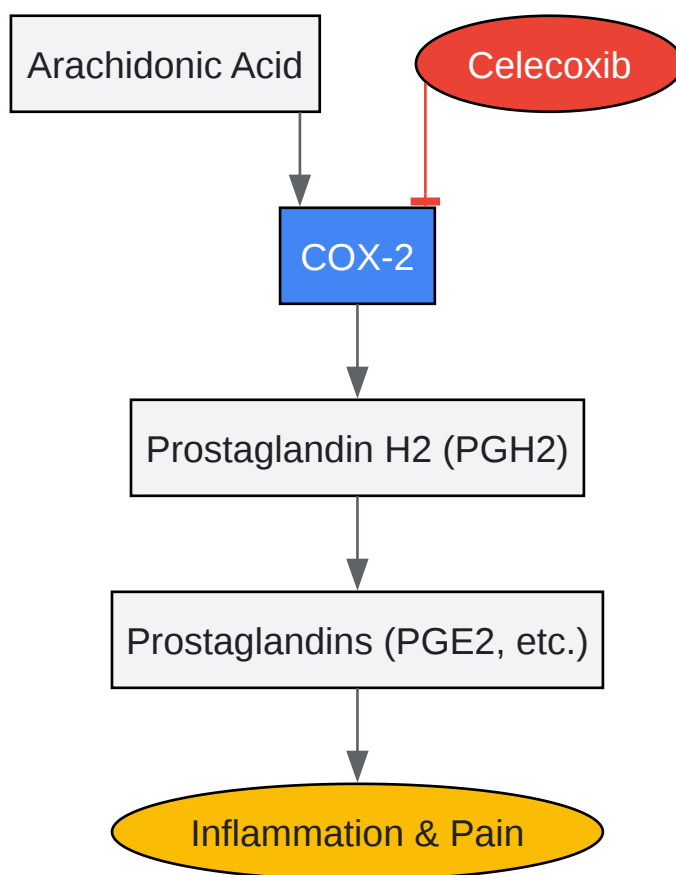 Arachidonic Acid
Celecoxib
COX-2
Prostaglandin H2 (PGH2)
Prostaglandins (PGE2, etc.)
Inflammation & Pain